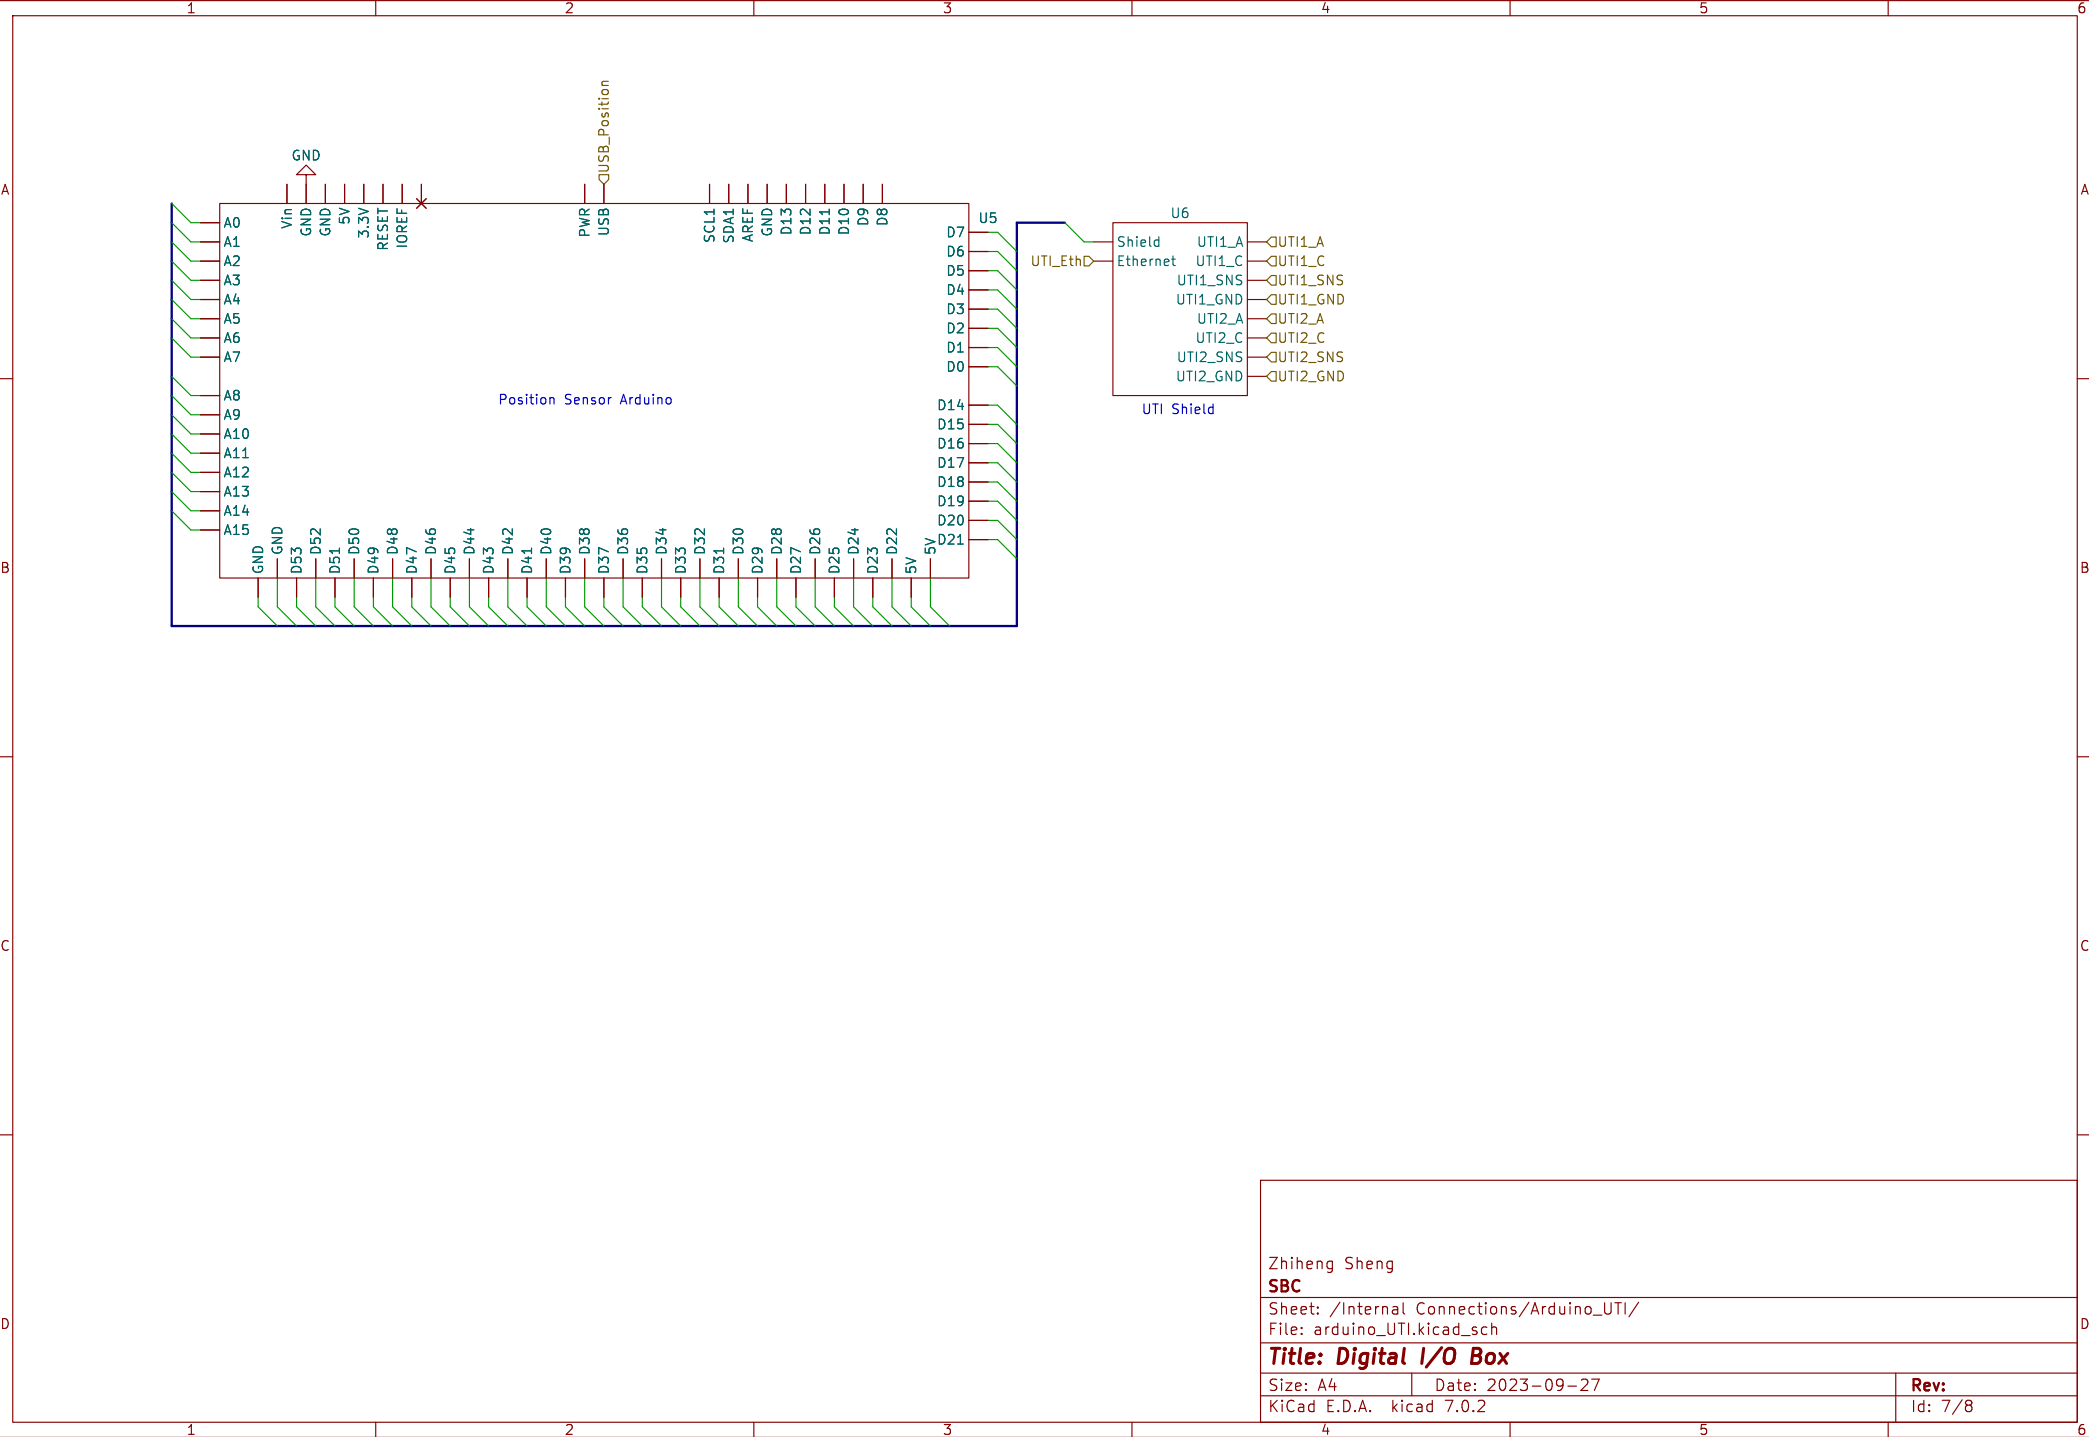 1 2 3 4 5 6
USB_Position
GND
A A
Vin GND GND 5V 3.3V RESET IOREF PWR USB SCL1 SDA1 AREF GND D13 D12 D11 D10 D9 D8
U5
U6
A0
A1
A2
A3
A4
A5
A6
A7
A8
A9
A10
A11
A12
A13
A14
A15
Position Sensor Arduino
D7
D6
D5
D4
D3
D2
D1
D0
D14
D15
D16
D17
D18
D19
D20
D21
GND GND D53 D52 D51 D50 D49 D48 D47 D46 D45 D44 D43 D42 D41 D40 D39 D38 D37 D36 D35 D34 D33 D32 D31 D30 D29 D28 D27 D26 D25 D24 D23 D22 5V 5V
Shield UTI1_A UTI1_A
UTI_Eth Ethernet UTI1_C UTI1_C
UTI1_SNS UTI1_SNS
UTI1_GND UTI1_GND
UTI2_A UTI2_A
UTI2_C UTI2_C
UTI2_SNS UTI2_SNS
UTI2_GND UTI2_GND
UTI Shield
B B
C C
D D
Zhiheng Sheng
SBC
Sheet: /Internal Connections/Arduino_UTI/
File: arduino_UTI.kicad_sch
Title: Digital I/O Box
Size: A4 Date: 2023-09-27 Rev:
KiCad E.D.A. kicad 7.0.2 Id: 7/8
1 2 3 4 5 6